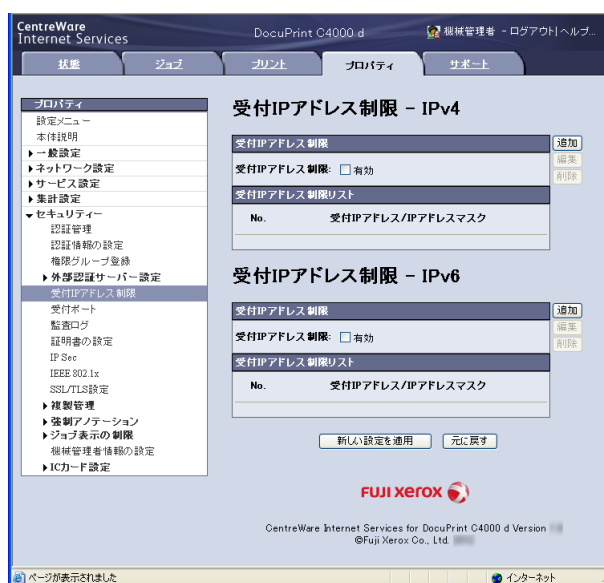 CentreWare
Internet Services
DocuPrint C4000 d
機械管理者 - ログアウト| ヘルプ...
状態
ジョブ
プリント
プロパティ
サポート
プロパティ
設定メニュー
本体説明
一般設定
ネットワーク設定
サービス設定
集計設定
セキュリティー
認証管理
認証情報の設定
権限グループ登録
外部認証サーバー設定
受付IPアドレス制限
受付ポート
監査ログ
証明書の設定
IP Sec
IEEE 802.1x
SSL/TLS設定
複製管理
強制アノテーション
ジョブ表示の制限
機械管理者情報の設定
ICカード設定
受付IPアドレス制限 - IPv4
受付IPアドレス制限
追加
受付IPアドレス制限: 有効
編集
削除
受付IPアドレス制限リスト
No. 受付IPアドレス/IPアドレスマスク
受付IPアドレス制限 - IPv6
受付IPアドレス制限
追加
受付IPアドレス制限: 有効
編集
削除
受付IPアドレス制限リスト
No. 受付IPアドレス/IPアドレスマスク
新しい設定を適用
元に戻す
FUJI XEROX
CentreWare Internet Services for DocuPrint C4000 d Version
©Fuji Xerox Co., Ltd.
ページが表示されました
インターネット